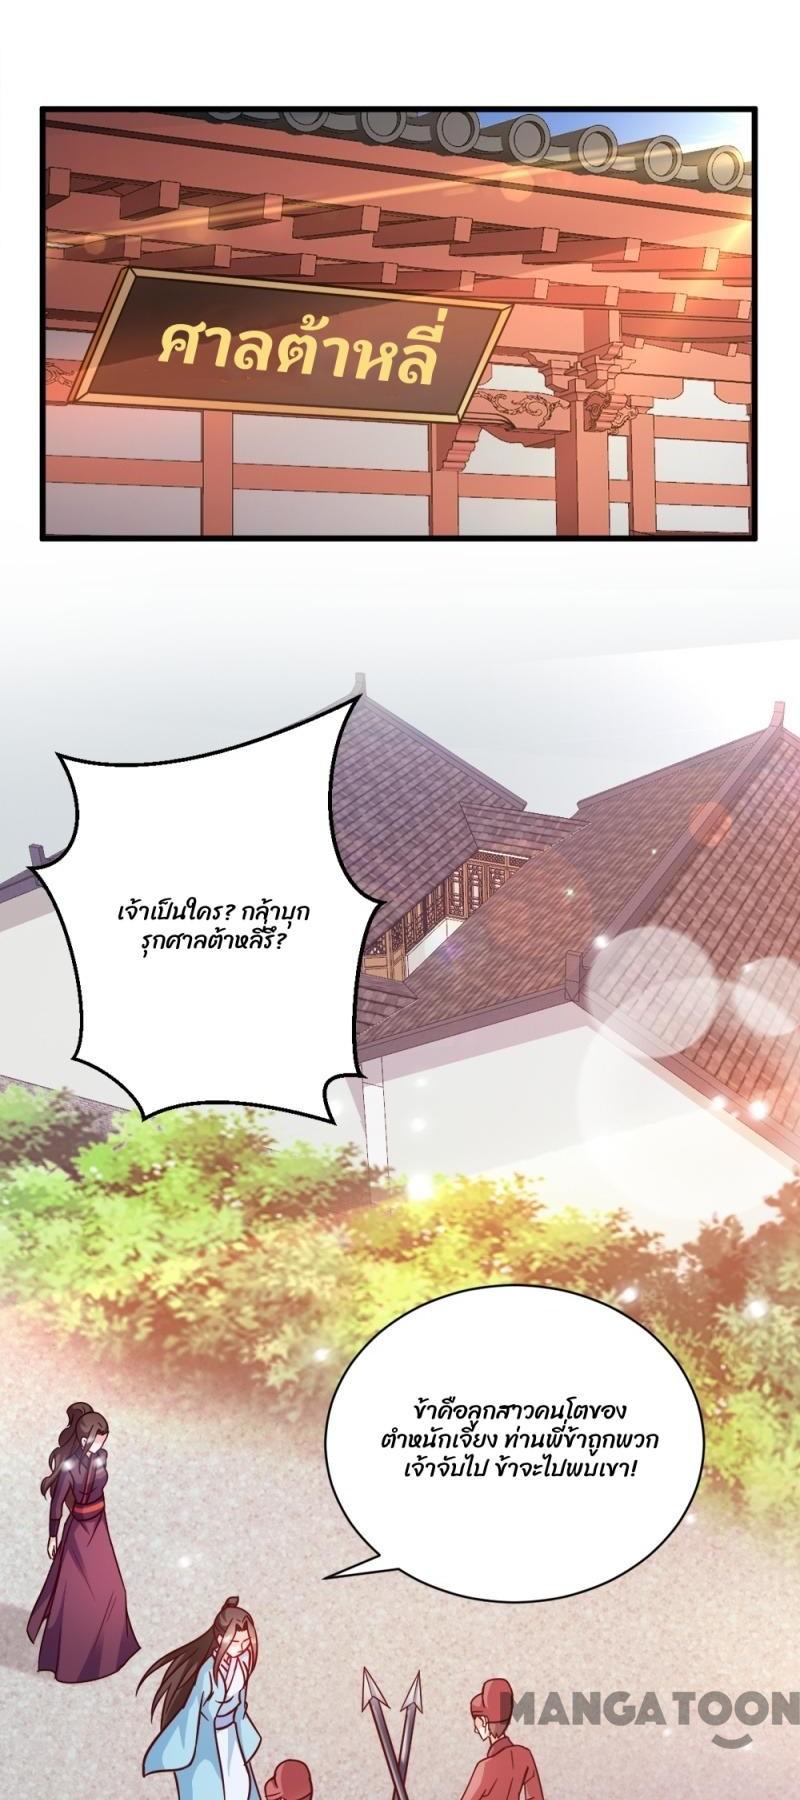 ศาลต้าหลี่
เจ้าเป็นใคร? กล้าบุก
รุกศาลต้าหลี่รึ?
ข้าคือลูกสาวคนโตของ
ตำหนักเจียง ท่านพี่ข้าถูกพวก
เจ้าจับไป ข้าจะไปพบเขา!
MANGATOON